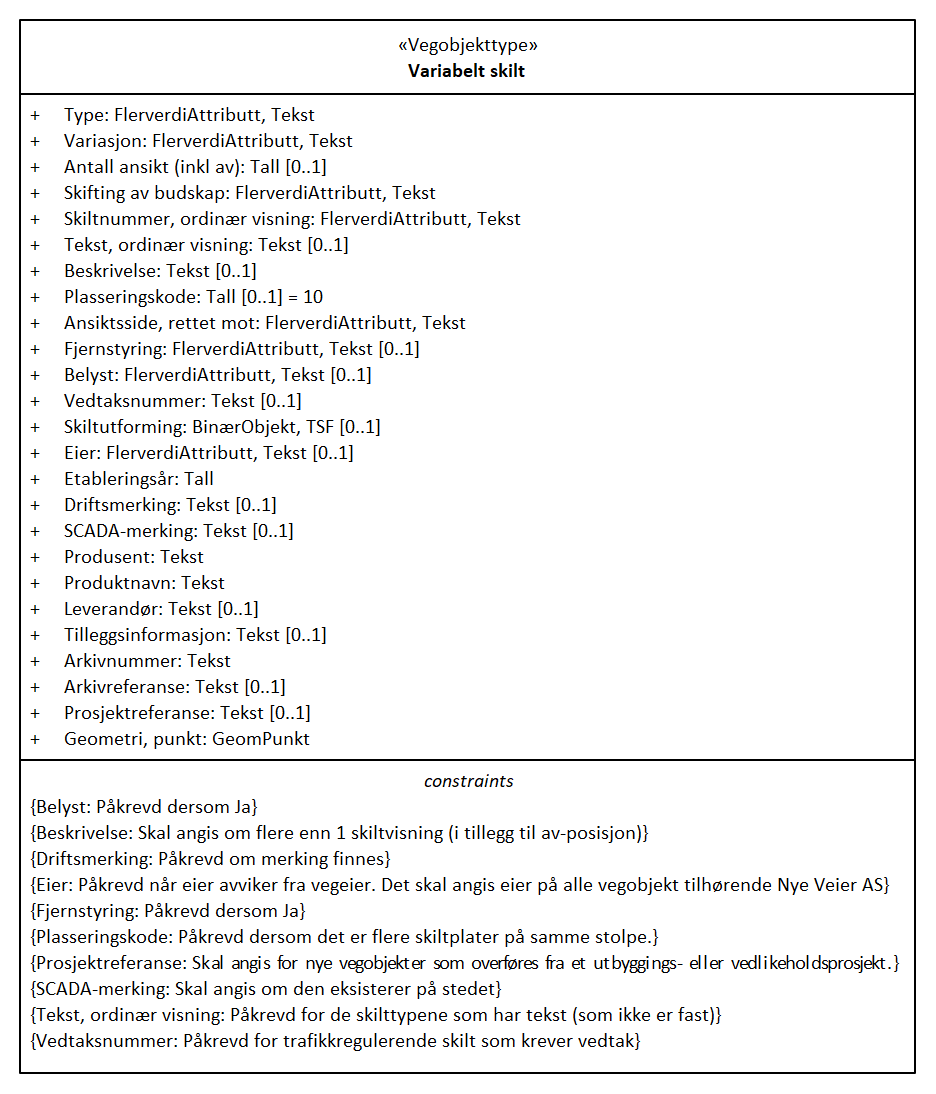 «Vegobjekttype»
Variabelt skilt
+ Type: FlerverdiAttributt, Tekst
+ Variasjon: FlerverdiAttributt, Tekst
+ Antall ansikt (inkl av): Tall [0..1]
+ Skifting av budskap: FlerverdiAttributt, Tekst
+ Skiltnummer, ordinær visning: FlerverdiAttributt, Tekst
+ Tekst, ordinær visning: Tekst [0..1]
+ Beskrivelse: Tekst [0..1]
+ Plasseringskode: Tall [0..1] = 10
+ Ansiktsside, rettet mot: FlerverdiAttributt, Tekst
+ Fjernstyring: FlerverdiAttributt, Tekst [0..1]
+ Belyst: FlerverdiAttributt, Tekst [0..1]
+ Vedtaksnummer: Tekst [0..1]
+ Skiltutforming: BinærObjekt, TSF [0..1]
+ Eier: FlerverdiAttributt, Tekst [0..1]
+ Etableringsår: Tall
+ Driftsmerking: Tekst [0..1]
+ SCADA-merking: Tekst [0..1]
+ Produsent: Tekst
+ Produktnavn: Tekst
+ Leverandør: Tekst [0..1]
+ Tilleggsinformasjon: Tekst [0..1]
+ Arkivnummer: Tekst
+ Arkivreferanse: Tekst [0..1]
+ Prosjektreferanse: Tekst [0..1]
+ Geometri, punkt: GeomPunkt
constraints
{Belyst: Påkrevd dersom Ja}
{Beskrivelse: Skal angis om flere enn 1 skiltvisning (i tillegg til av-posisjon)}
{Driftsmerking: Påkrevd om merking finnes}
{Eier: Påkrevd når eier avviker fra vegeier. Det skal angis eier på alle vegobjekt tilhørende Nye Veier AS}
{Fjernstyring: Påkrevd dersom Ja}
{Plasseringskode: Påkrevd dersom det er flere skiltplater på samme stolpe.}
{Prosjektreferanse: Skal angis for nye vegobjekter som overføres fra et utbyggings- eller vedlikeholdsprosjekt.}
{SCADA-merking: Skal angis om den eksisterer på stedet}
{Tekst, ordinær visning: Påkrevd for de skilttypene som har tekst (som ikke er fast)}
{Vedtaksnummer: Påkrevd for trafikkregulerende skilt som krever vedtak}